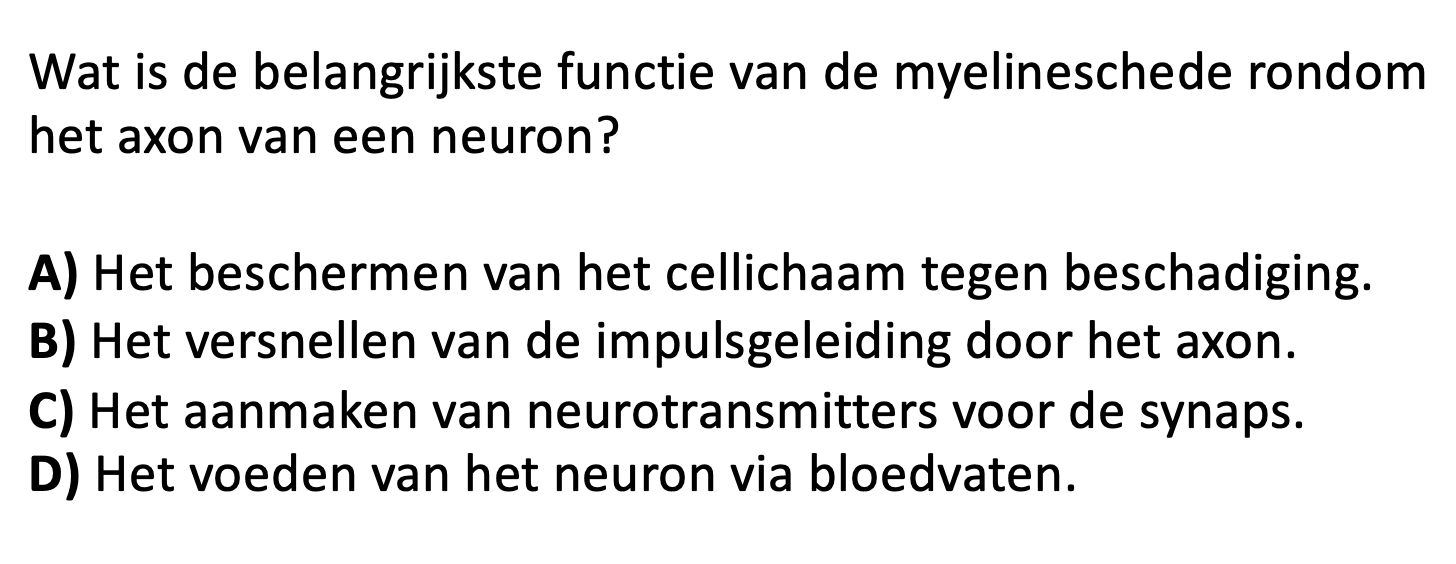 Wat is de belangrijkste functie van de myelineschede rondom
het axon van een neuron?
A) Het beschermen van het cellichaam tegen beschadiging.
B) Het versnellen van de impulsgeleiding door het axon.
C) Het aanmaken van neurotransmitters voor de synaps.
D) Het voeden van het neuron via bloedvaten.